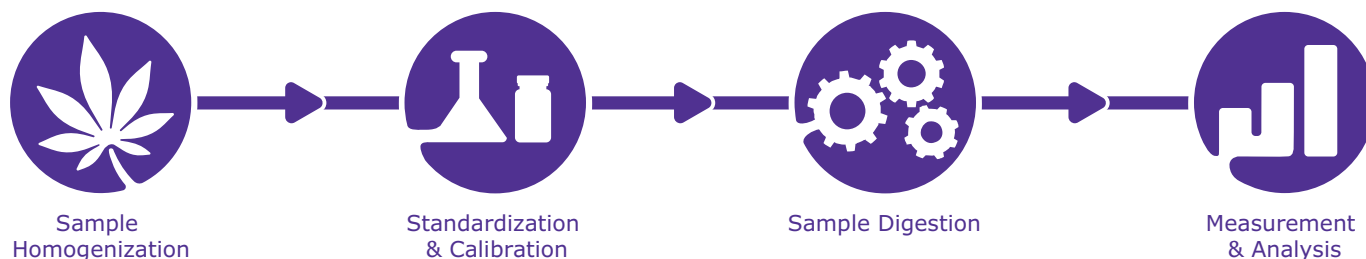 Sample
Homogenization
Standardization
& Calibration
Sample Digestion
Measurement
& Analysis